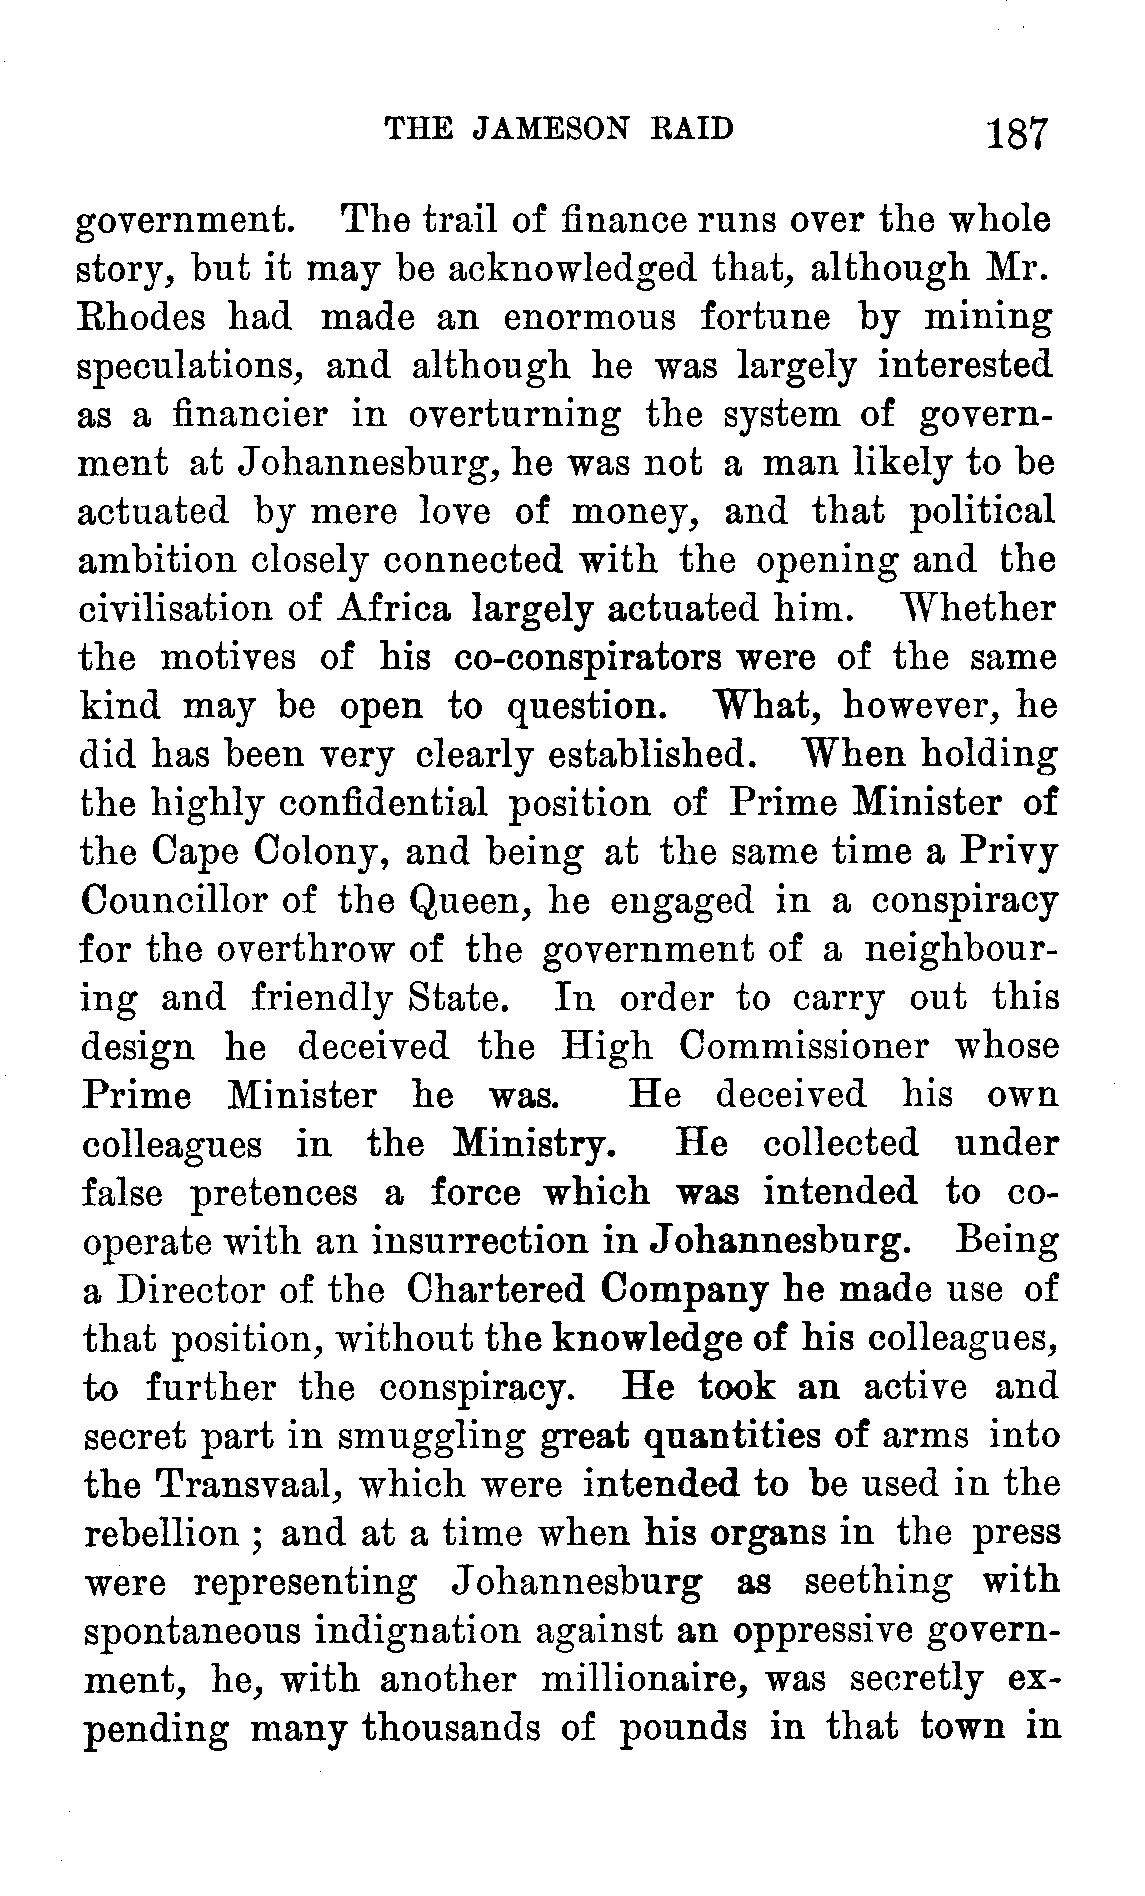 THE JAMESON RAID 187
government. The trail of finance runs over the whole
story, but it may be acknowledged that, although Mr.
Rhodes had made an enormous fortune by mining
speculations, and although he was largely interested
as a financier in overturning the system of govern-
ment at Johannesburg, he was not a man likely to be
actuated by mere love of money, and that political
ambition closely connected with the opening and the
civilisation of Africa largely actuated him. Whether
the motives of his co-conspirators were of the same
kind may be open to question. What, however, he
did has been very clearly established. When holding
the highly confidential position of Prime Minister of
the Cape Colony, and being at the same time a Privy
Councillor of the Queen, he engaged in a conspiracy
for the overthrow of the government of a neighbour-
ing and friendly State. In order to carry out this
design he deceived the High Commissioner whose
Prime Minister he was. He deceived his own
colleagues in the Ministry. He collected under
false pretences a force which was intended to co-
operate with an insurrection in Johannesburg. Being
a Director of the Chartered Company he made use of
that position, without the knowledge of his colleagues,
to further the conspiracy. He took an active and
secret part in smuggling great quantities of arms into
the Transvaal, which were intended to be used in the
rebellion ; and at a time when his organs in the press
were representing Johannesburg as seething with
spontaneous indignation against an oppressive govern-
ment, he, with another millionaire, was secretly ex-
pending many thousands of pounds in that town in